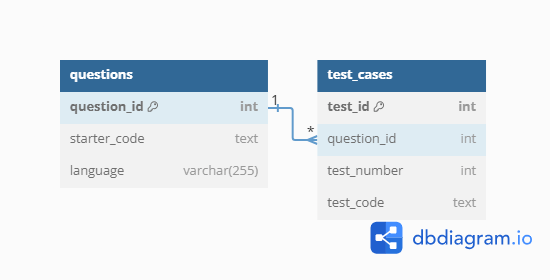 questions
question_id int
starter_code text
language varchar(255)
1
*
test_cases
test_id int
question_id int
test_number int
test_code text
dbdiagram.io